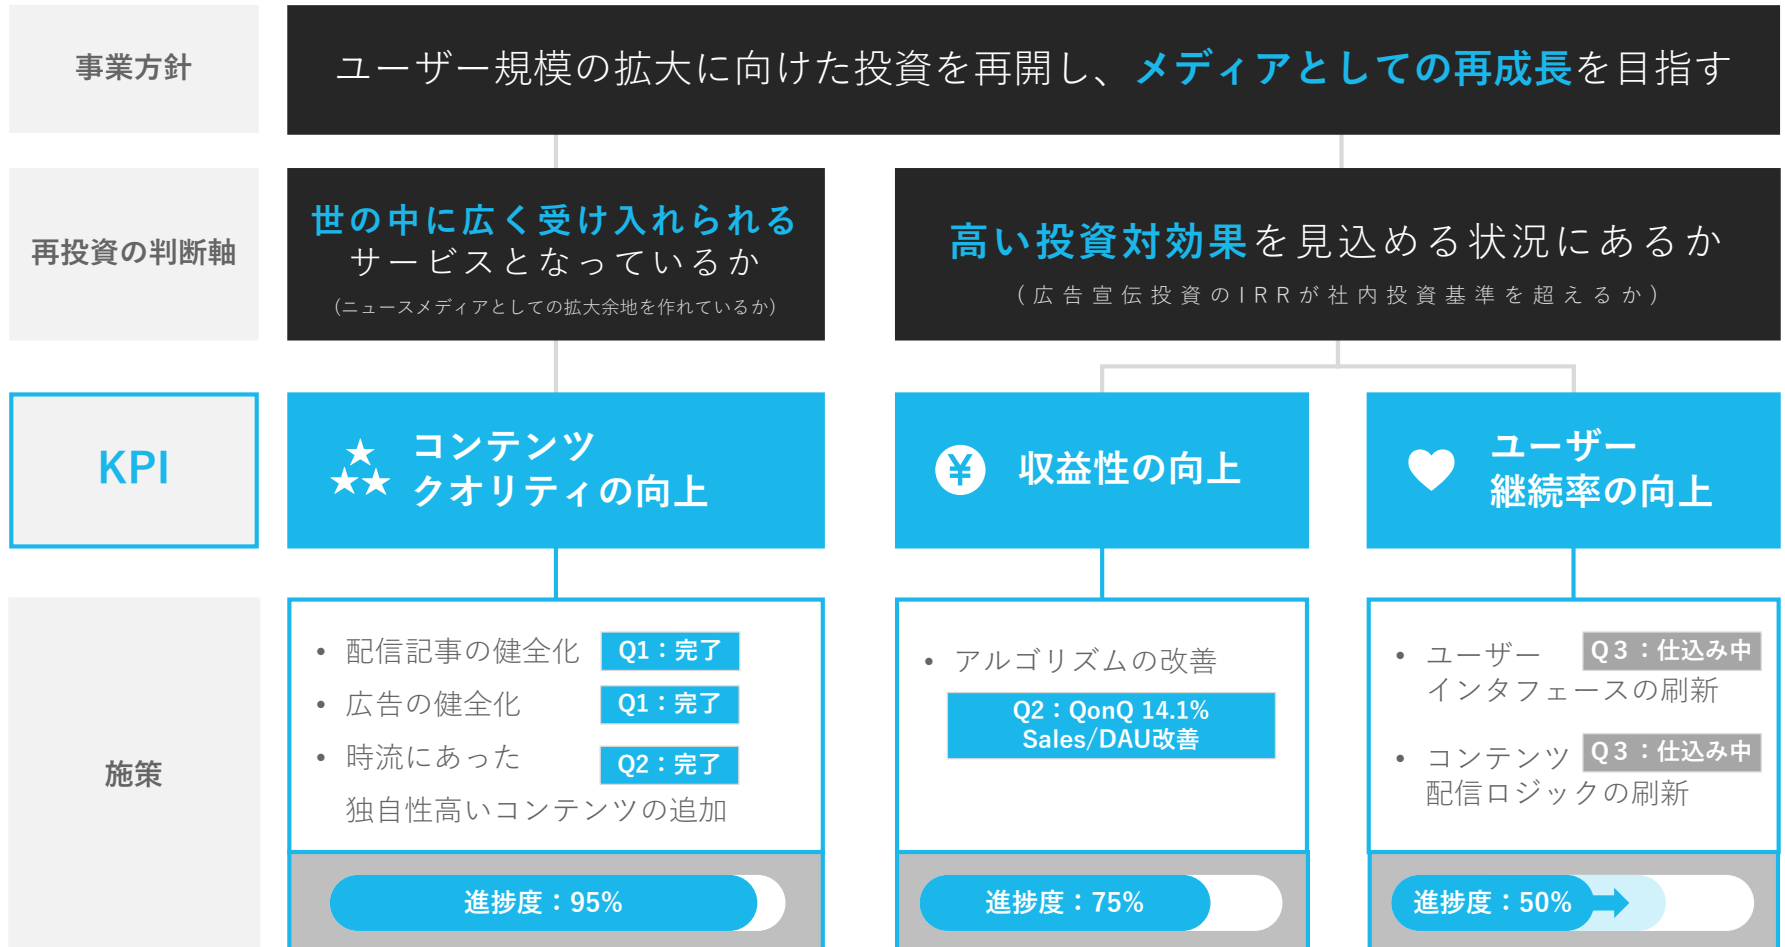 事業方針
ユーザー規模の拡大に向けた投資を再開し、メディアとしての再成長を目指す
再投資の判断軸
世の中に広く受け入れられる
サービスとなっているか
(ニュースメディアとしての拡大余地を作れているか)
高い投資対効果を見込める状況にあるか
(広告宣伝投資のIRRが社内投資基準を超えるか)
KPI
コンテンツ
クオリティの向上
¥
収益性の向上
ユーザー
継続率の向上
施策
• 配信記事の健全化 Q1：完了
• 広告の健全化 Q1：完了
• 時流にあった Q2：完了
独自性高いコンテンツの追加
進捗度：95%
• アルゴリズムの改善
Q2：QonQ 14.1%
Sales/DAU改善
進捗度：75%
• ユーザー Q３：仕込み中
インタフェースの刷新
• コンテンツ Q３：仕込み中
配信ロジックの刷新
進捗度：50%